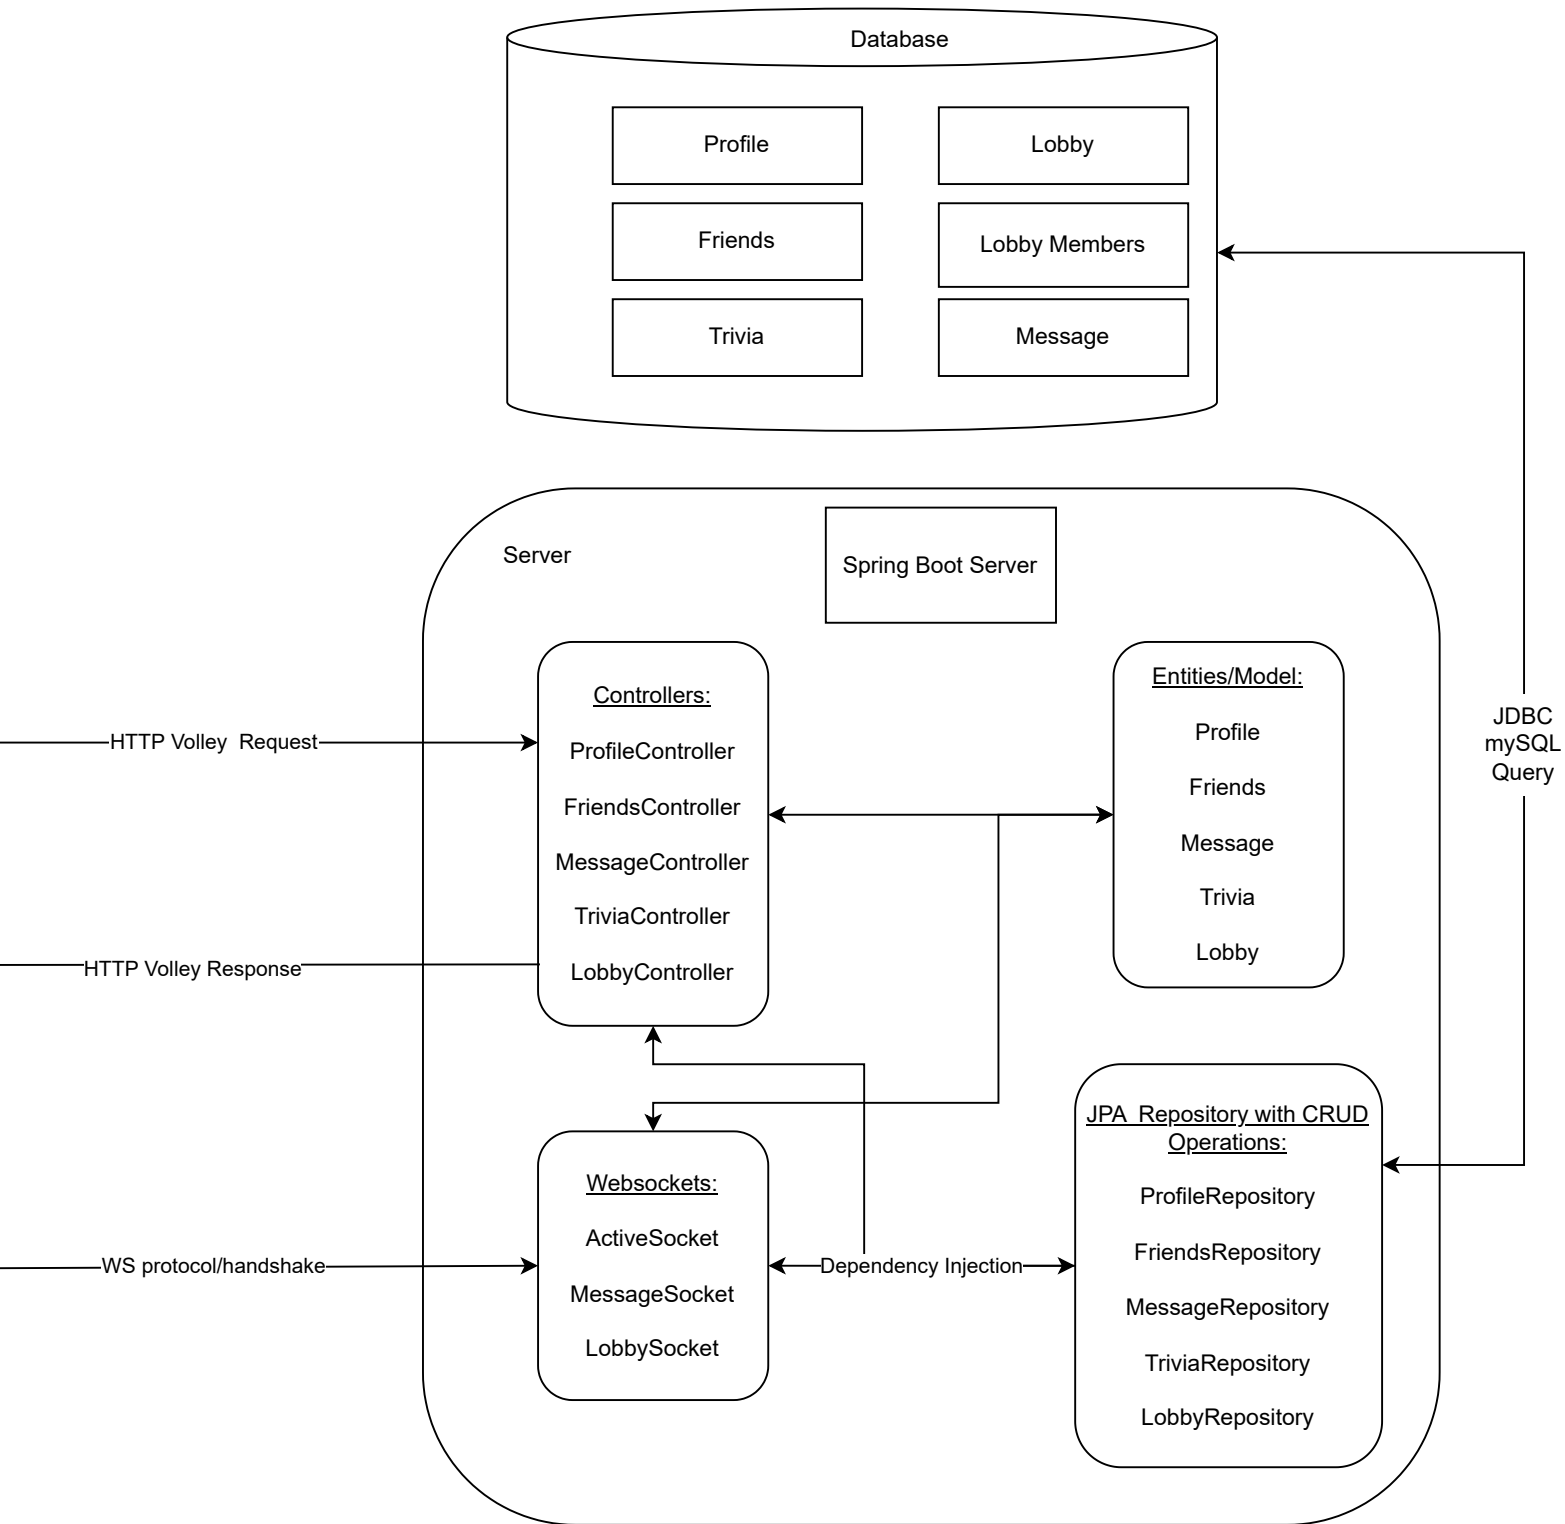 Database
Profile
Lobby
Friends
Lobby Members
Trivia
Message
Server
Spring Boot Server
Controllers:
ProfileController
FriendsController
MessageController
TriviaController
LobbyController
Entities/Model:
Profile
Friends
Message
Trivia
Lobby
JDBC
mySQL
Query
HTTP Volley  Request
HTTP Volley Response
Websockets:
ActiveSocket
MessageSocket
LobbySocket
WS protocol/handshake
Dependency Injection
JPA  Repository with CRUD
Operations:
ProfileRepository
FriendsRepository
MessageRepository
TriviaRepository
LobbyRepository